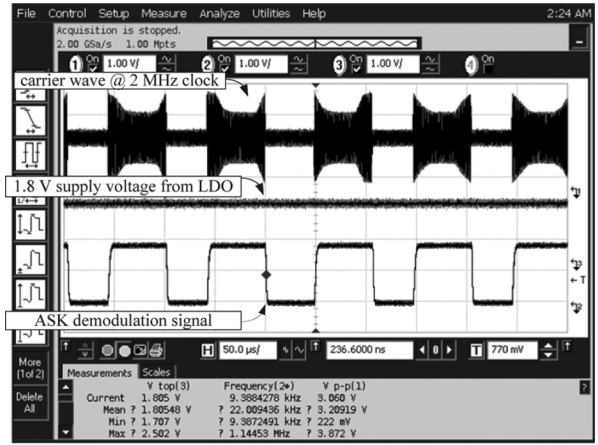 File Control Setup Measure Analyze Utilities Help 2:24 AM
Acquisition is stopped.
2.00 GSa/s 1.00 Mpts
1 On 1.00 V/ 2 On 1.00 V/ 3 On 1.00 V/ 4 On
carrier wave @ 2 MHz clock
1.8 V supply voltage from LDO
ASK demodulation signal
T
H 50.0 µs/ 236.6000 ns 0 T 770 mV
More
(1of 2)
Delete
All
Measurements Scales
V top(3) Frequency(2♦) V p-p(1)
Current 1.805 V 9.3884278 kHz 3.060 V
Mean ? 1.80548 V ? 22.009436 kHz ? 3.20919 V
Min ? 1.707 V ? 9.3872491 kHz ? 222 mV
Max ? 2.502 V ? 1.14453 MHz ? 3.872 V